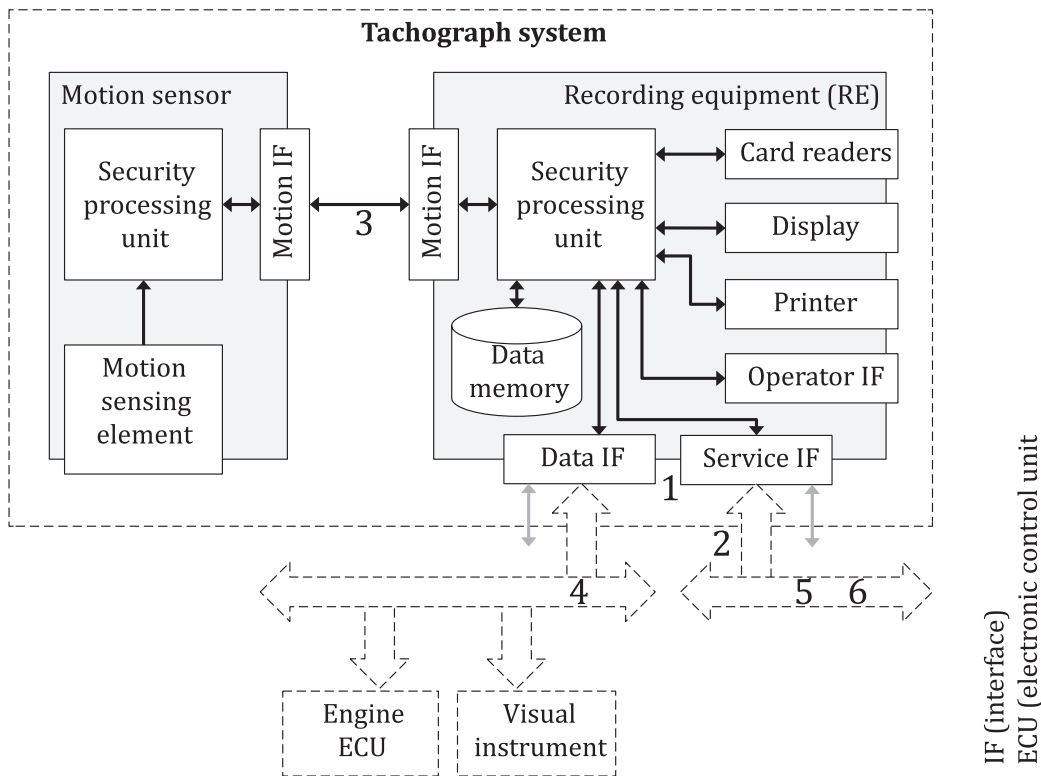 Tachograph system
Motion sensor
Security
processing
unit
Motion
sensing
element
Motion IF
3
Motion IF
Recording equipment (RE)
Security
processing
unit
Data
memory
Card readers
Display
Printer
Operator IF
Data IF
Service IF
1
2
4
5
6
Engine
ECU
Visual
instrument
IF (interface)
ECU (electronic control unit